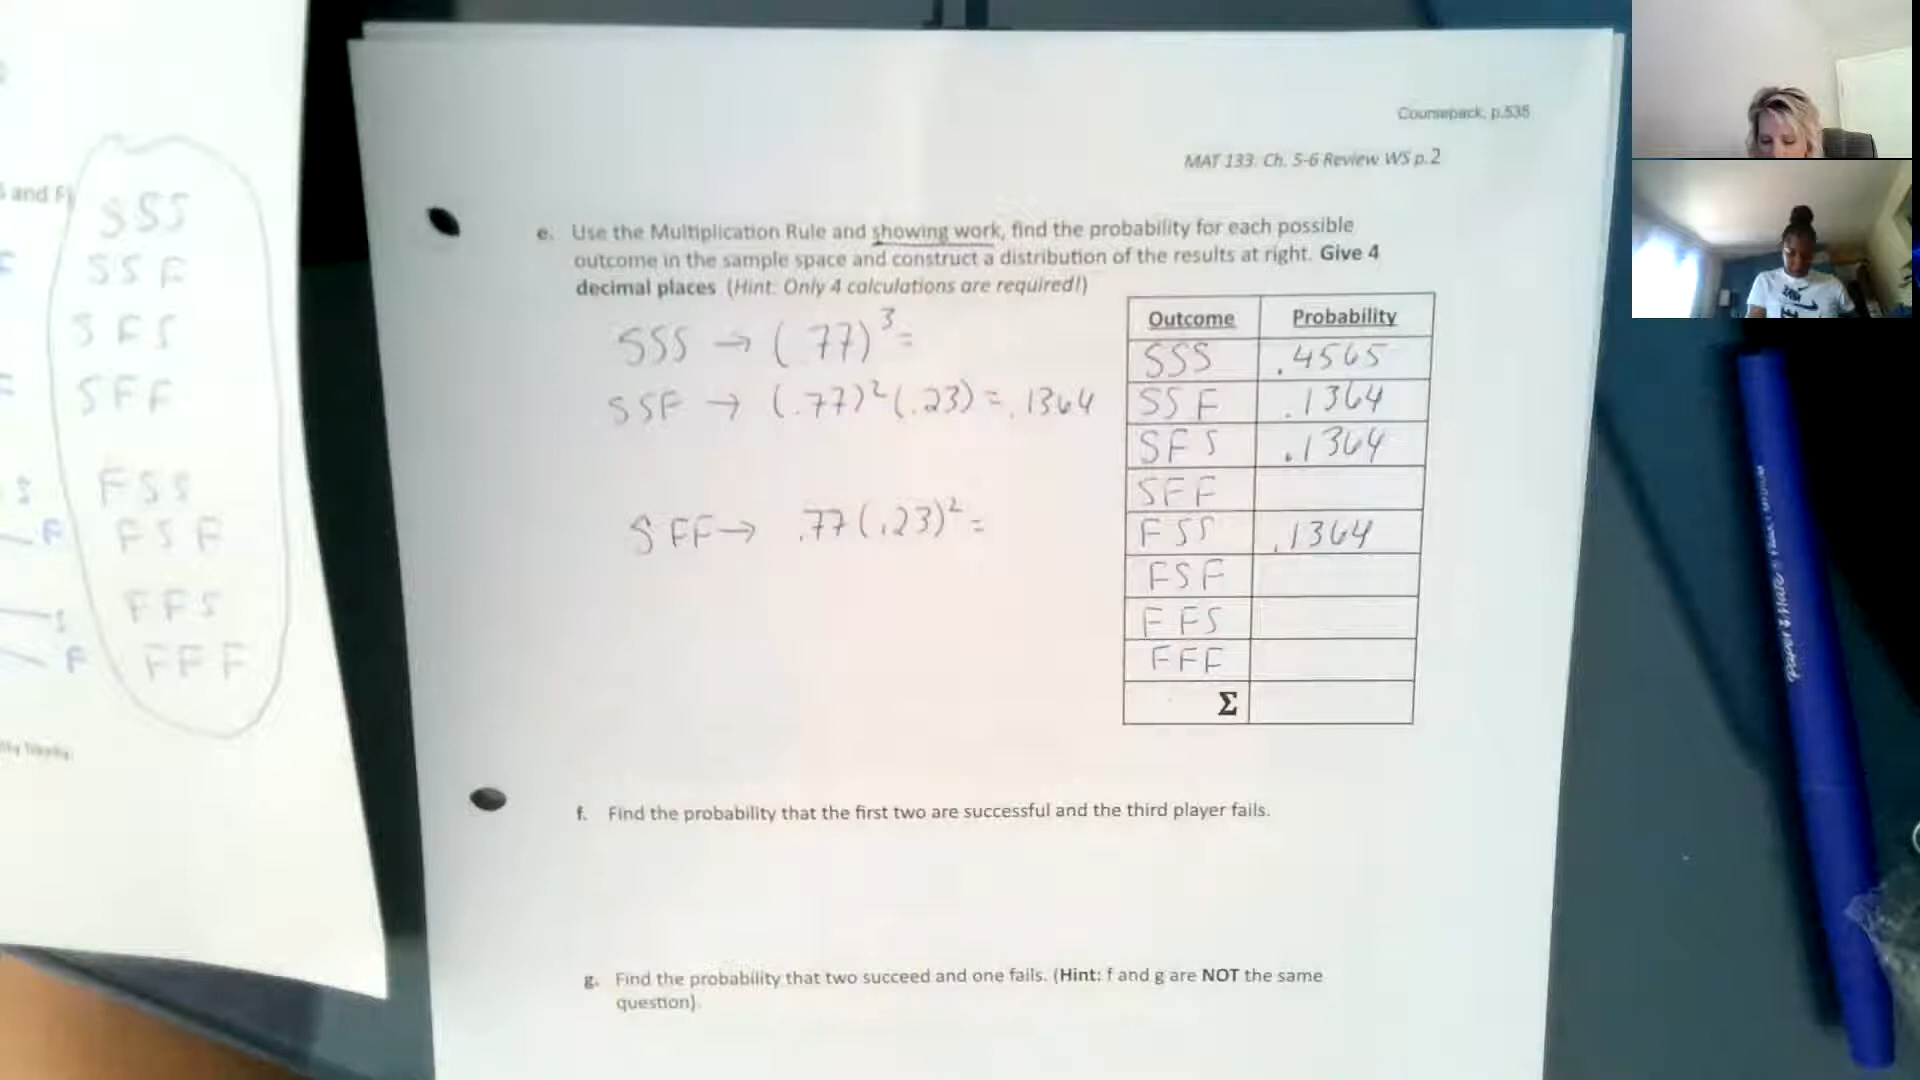 and F
SSS
SSF
SFS
SFF
FSS
F FSF
FFS
F FFF
Coursepack, p.535
MAT 133. Ch. 5-6 Review WS p.2
e. Use the Multiplication Rule and showing work, find the probability for each possible
outcome in the sample space and construct a distribution of the results at right. Give 4
decimal places (Hint: Only 4 calculations are required!)
SSS → (.77)³ =
SSF → (.77)²(.23) = .1364
SFF → .77(.23)² =
Outcome Probability
SSS .4565
SSF .1364
SFS .1364
SFF
FSS .1364
FSF
FFS
FFF
Σ
f. Find the probability that the first two are successful and the third player fails.
g. Find the probability that two succeed and one fails. (Hint: f and g are NOT the same
question).
Paper Mate